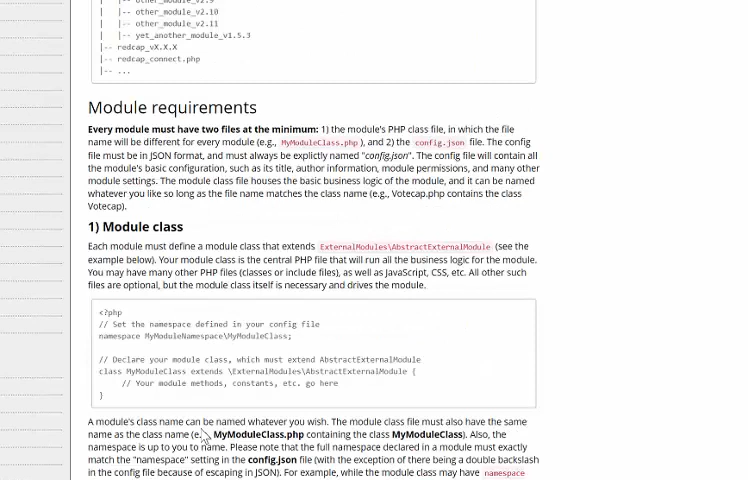 |   |-- other_module_v2.9
|   |-- other_module_v2.10
|   |-- other_module_v2.11
|   |-- yet_another_module_v1.5.3
|-- redcap_vX.X.X
|-- redcap_connect.php
|-- ...
Module requirements
Every module must have two files at the minimum: 1) the module's PHP class file, in which the file
name will be different for every module (e.g., MyModuleClass.php ), and 2) the config.json file. The config
file must be in JSON format, and must always be explictly named "config.json". The config file will contain all
the module's basic configuration, such as its title, author information, module permissions, and many other
module settings. The module class file houses the basic business logic of the module, and it can be named
whatever you like so long as the file name matches the class name (e.g., Votecap.php contains the class
Votecap).
1) Module class
Each module must define a module class that extends ExternalModules\AbstractExternalModule (see the
example below). Your module class is the central PHP file that will run all the business logic for the module.
You may have many other PHP files (classes or include files), as well as JavaScript, CSS, etc. All other such
files are optional, but the module class itself is necessary and drives the module.
<?php
// Set the namespace defined in your config file
namespace MyModuleNamespace\MyModuleClass;
// Declare your module class, which must extend AbstractExternalModule
class MyModuleClass extends \ExternalModules\AbstractExternalModule {
// Your module methods, constants, etc. go here
}
A module's class name can be named whatever you wish. The module class file must also have the same
name as the class name (e. MyModuleClass.php containing the class MyModuleClass). Also, the
namespace is up to you to name. Please note that the full namespace declared in a module must exactly
match the "namespace" setting in the config.json file (with the exception of there being a double backslash
in the config file because of escaping in JSON). For example, while the module class may have namespace